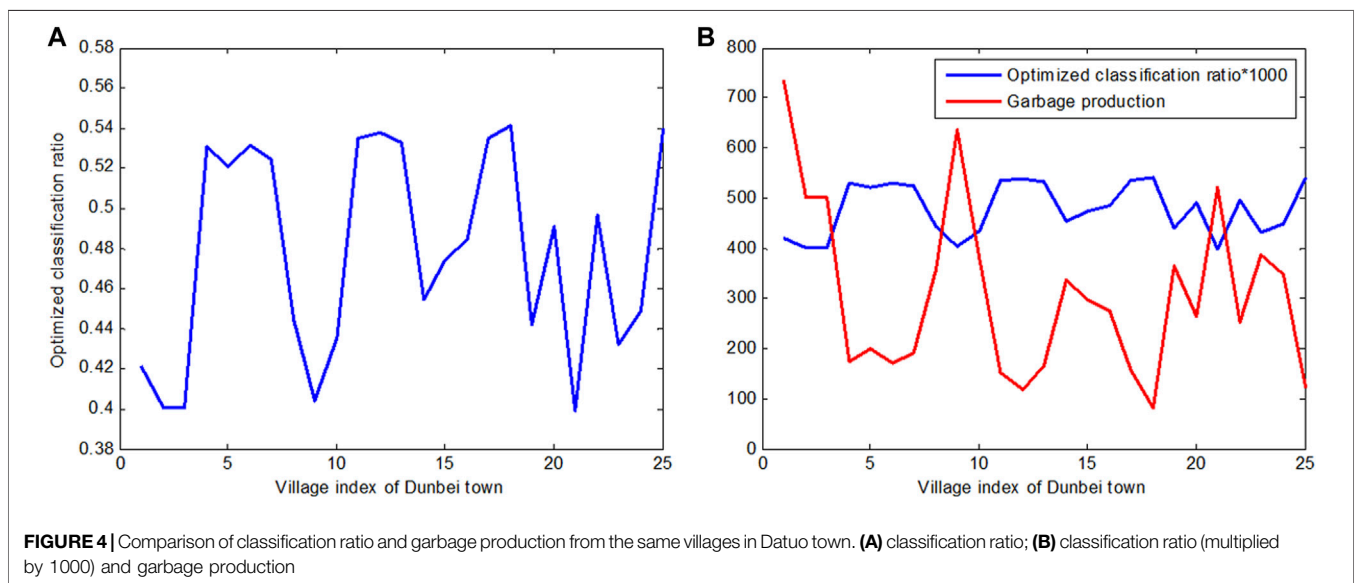 A
0.58
0.56
0.54
0.52
0.5
0.48
0.46
0.44
0.42
0.4
0.38
Optimized classification ratio
0 5 10 15 20 25
Village index of Dunbei town
B
800
700
600
500
400
300
200
100
0
Optimized classification ratio*1000
Garbage production
0 5 10 15 20 25
Village index of Dunbei town
FIGURE 4 | Comparison of classification ratio and garbage production from the same villages in Datuo town. (A) classification ratio; (B) classification ratio (multiplied
by 1000) and garbage production